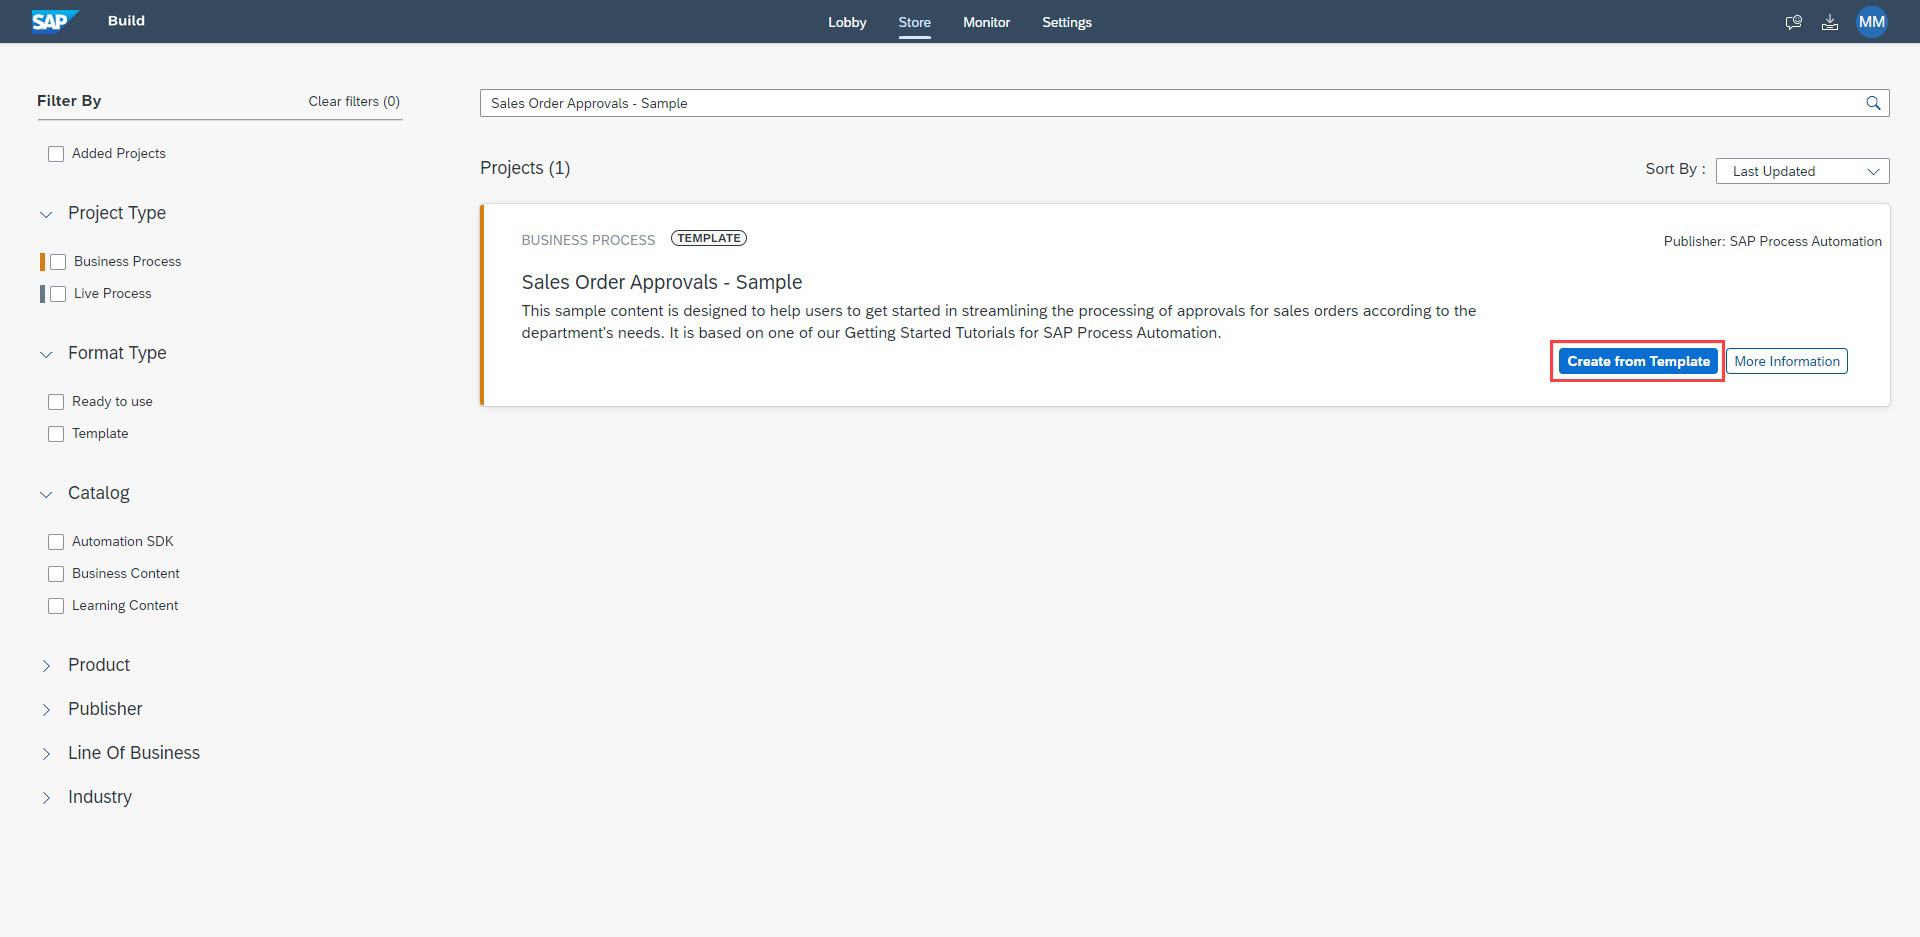 SAP Build Lobby Store Monitor Settings MM
Filter By Clear filters (0)
Added Projects
Project Type
Business Process
Live Process
Format Type
Ready to use
Template
Catalog
Automation SDK
Business Content
Learning Content
Product
Publisher
Line Of Business
Industry
Sales Order Approvals - Sample
Projects (1) Sort By : Last Updated
BUSINESS PROCESS TEMPLATE Publisher: SAP Process Automation
Sales Order Approvals - Sample
This sample content is designed to help users to get started in streamlining the processing of approvals for sales orders according to the
department's needs. It is based on one of our Getting Started Tutorials for SAP Process Automation.
Create from Template More Information